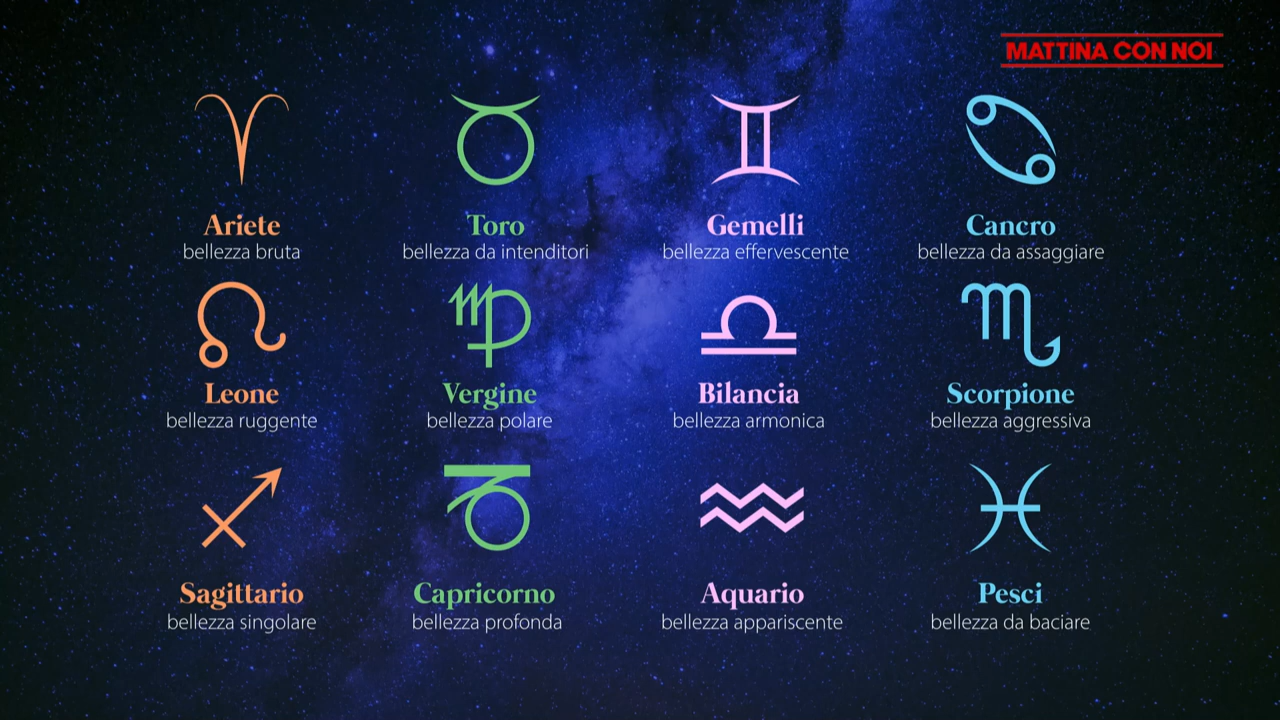 MATTINA CON NOI
Ariete
bellezza bruta
Toro
bellezza da intenditori
Gemelli
bellezza effervescente
Cancro
bellezza da assaggiare
Leone
bellezza ruggente
Vergine
bellezza polare
Bilancia
bellezza armonica
Scorpione
bellezza aggressiva
Sagittario
bellezza singolare
Capricorno
bellezza profonda
Aquario
bellezza appariscente
Pesci
bellezza da baciare